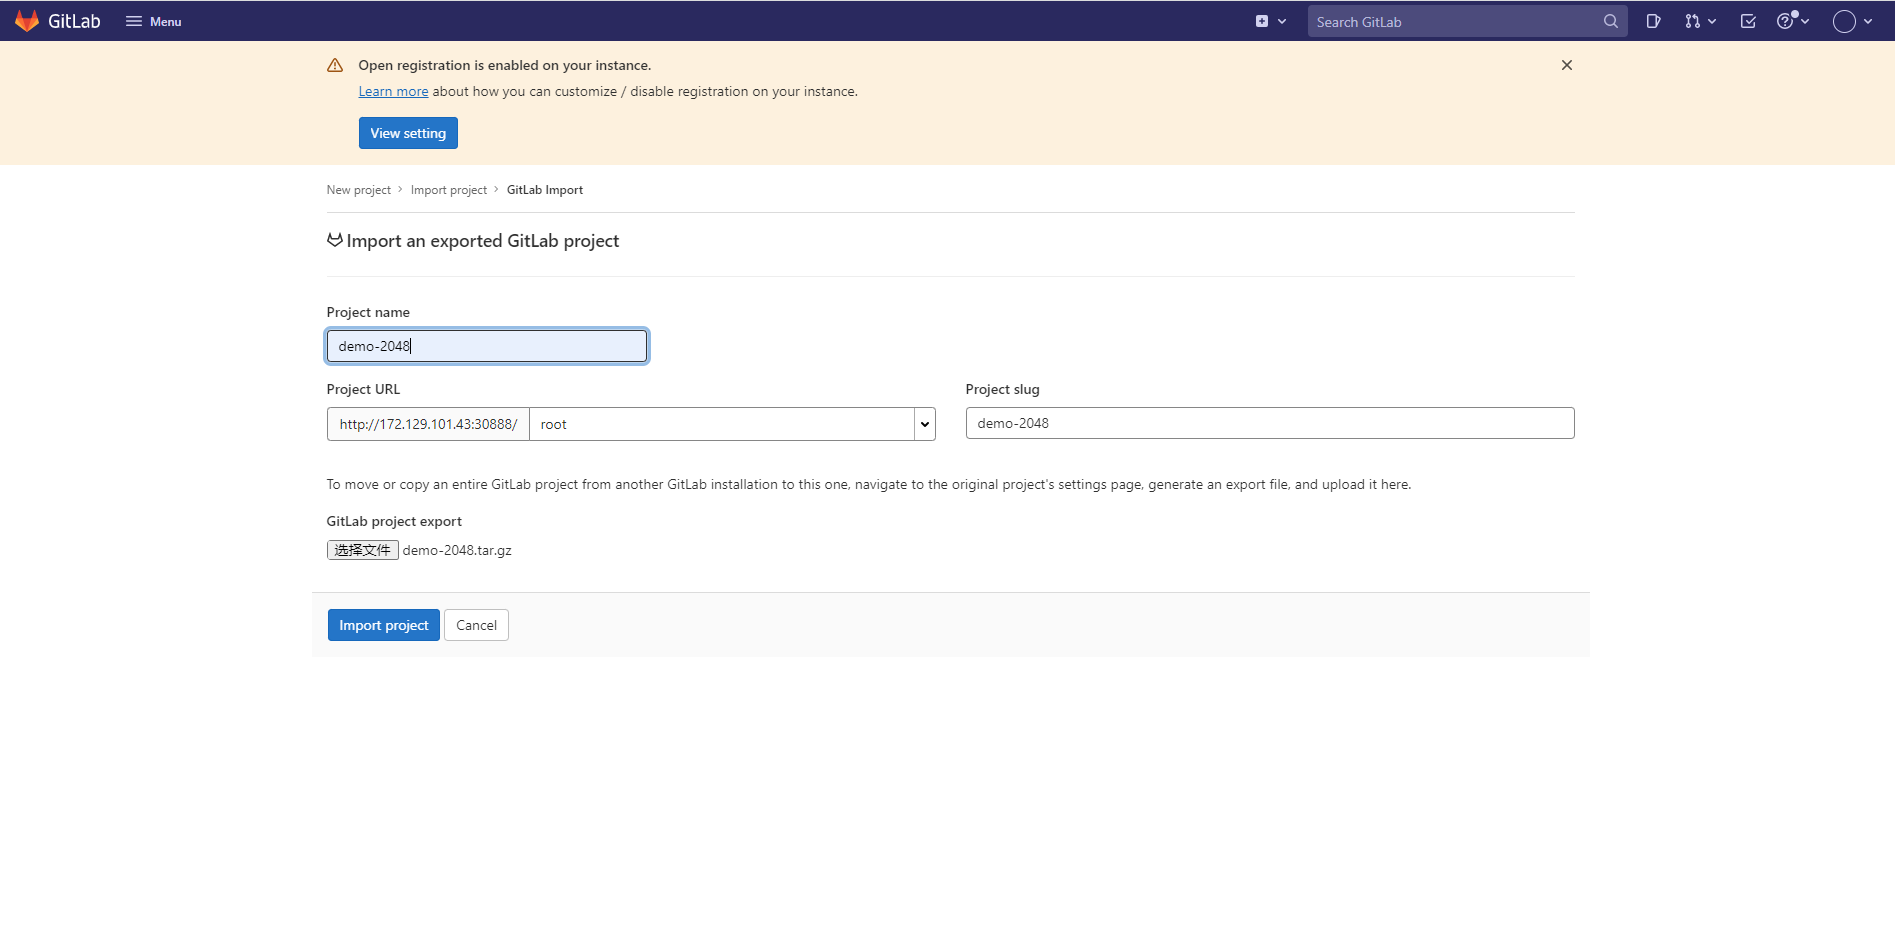 GitLab Menu Search GitLab
Open registration is enabled on your instance.
Learn more about how you can customize / disable registration on your instance.
View setting
New project > Import project > GitLab Import
Import an exported GitLab project
Project name
demo-2048
Project URL Project slug
http://172.129.101.43:30888/ root demo-2048
To move or copy an entire GitLab project from another GitLab installation to this one, navigate to the original project's settings page, generate an export file, and upload it here.
GitLab project export
选择文件 demo-2048.tar.gz
Import project Cancel